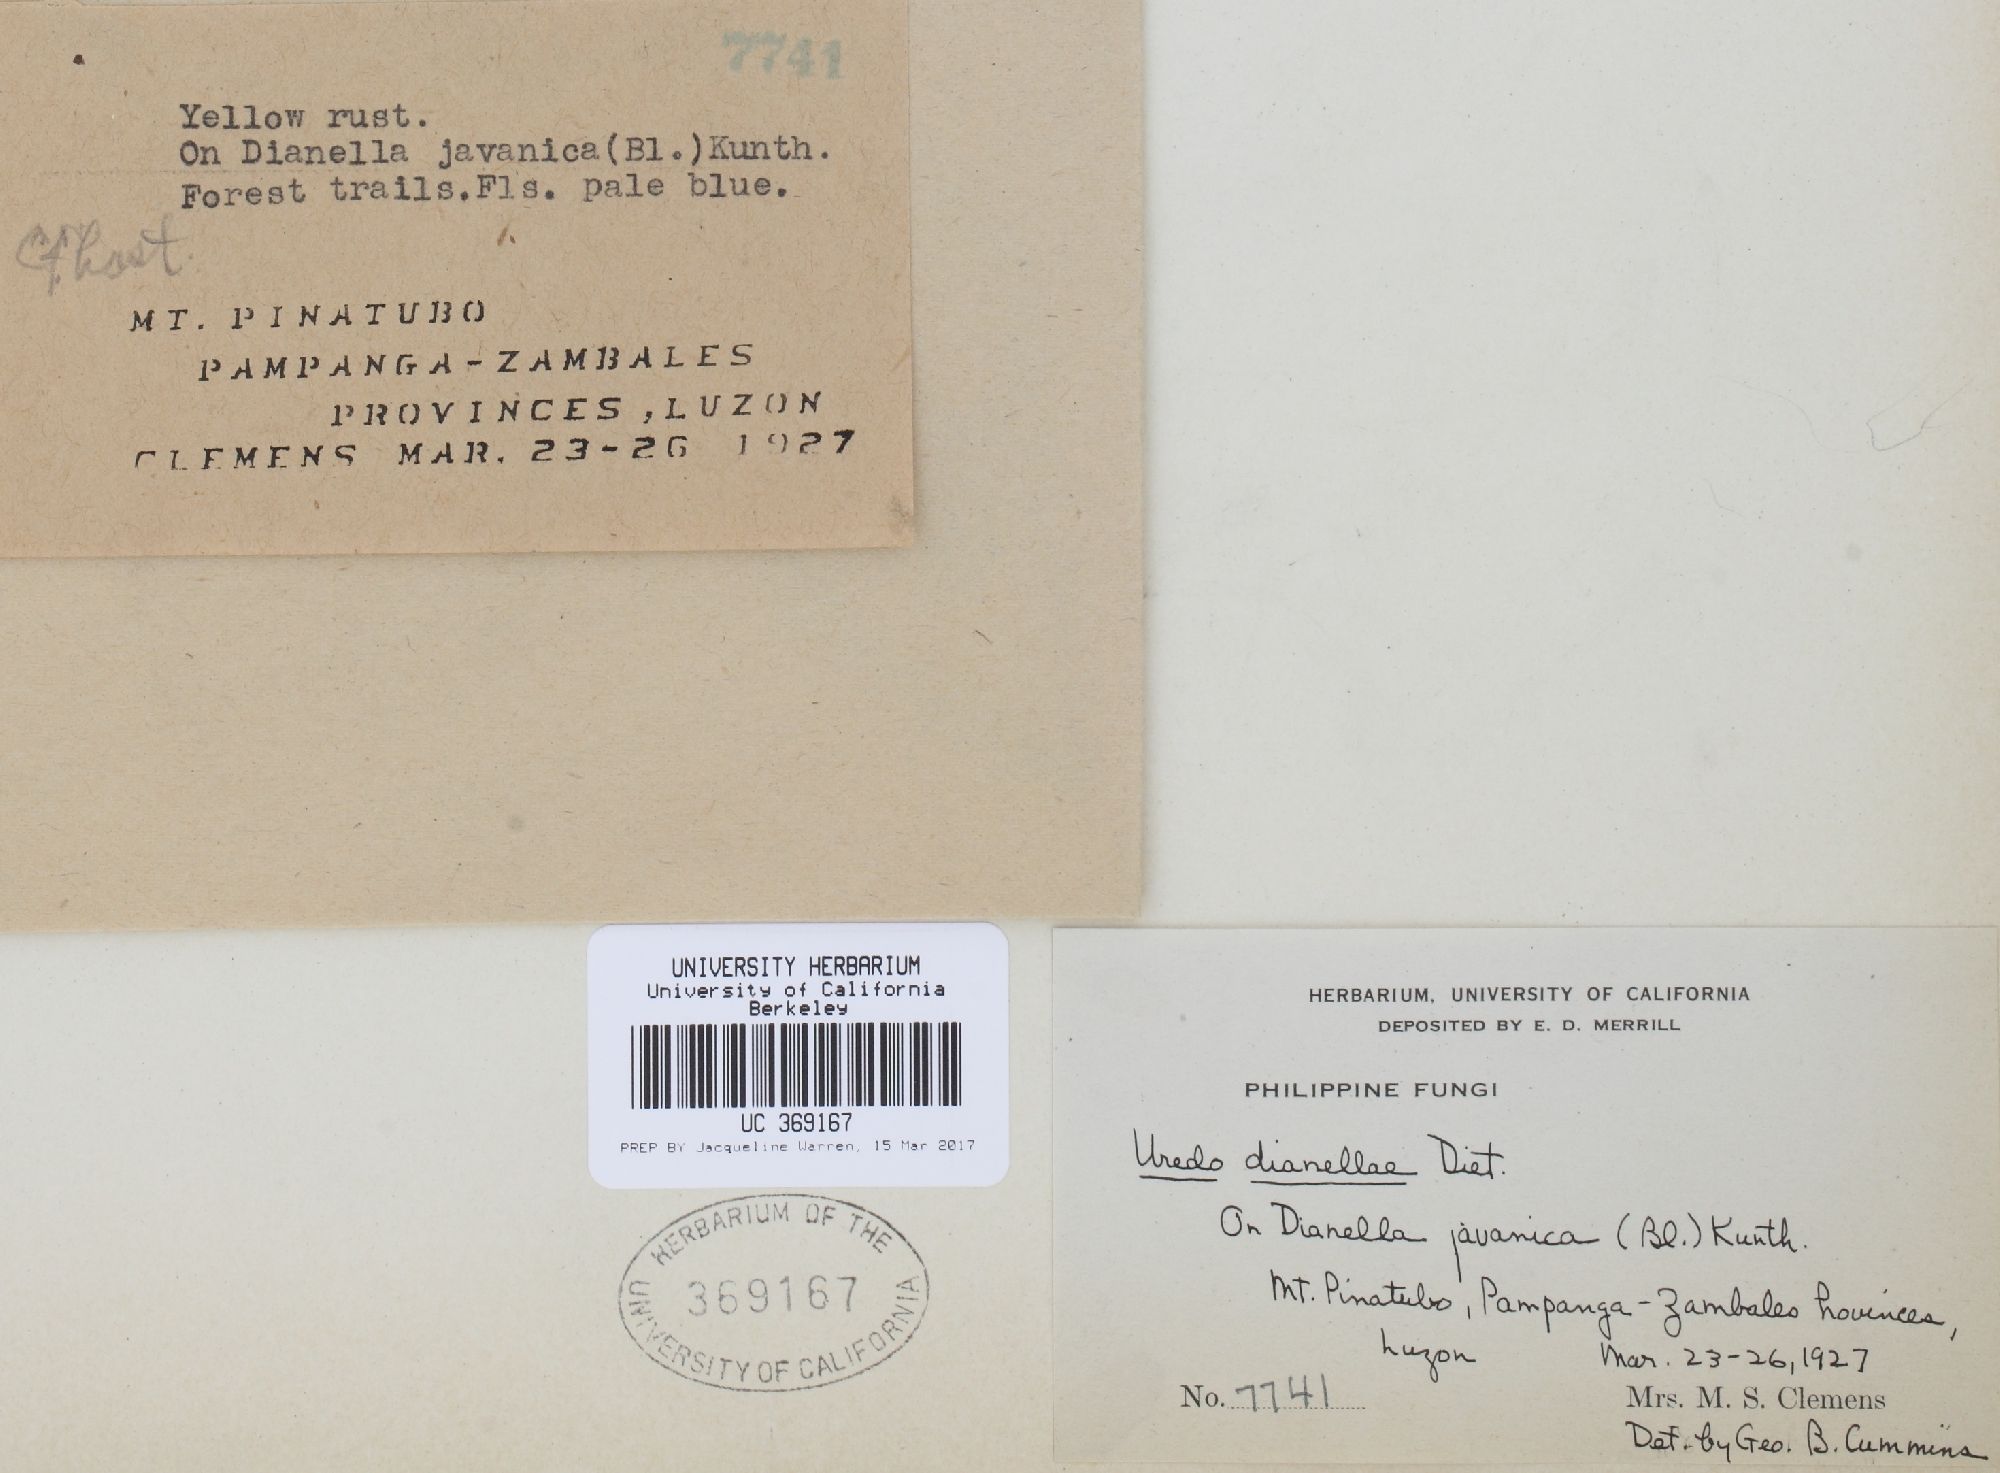 7741
Yellow rust.
On Dianella javanica(Bl.)Kunth.
Forest trails.Fls. pale blue.
Cf host.
MT. PINATUBO
PAMPANGA-ZAMBALES
PROVINCES, LUZON
CLEMENS MAR. 23-26 1927
UNIVERSITY HERBARIUM
University of California
Berkeley
UC 369167
PREP BY Jacqueline Warren, 15 Mar 2017
HERBARIUM OF THE
369167
UNIVERSITY OF CALIFORNIA
HERBARIUM, UNIVERSITY OF CALIFORNIA
DEPOSITED BY E. D. MERRILL
PHILIPPINE FUNGI
Uredo dianellae Diet.
On Dianella javanica (Bl.) Kunth.
Mt. Pinatubo, Pampanga-Zambales Provinces,
Luzon Mar. 23-26, 1927
No. 7741 Mrs. M. S. Clemens
Det. by Geo. B. Cummins